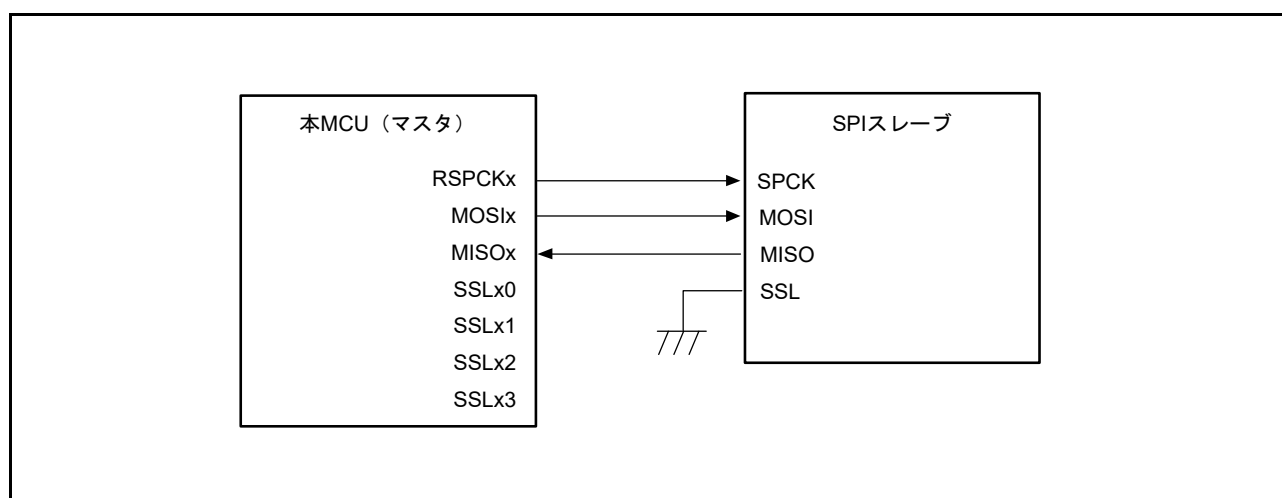 本MCU（マスタ）
RSPCKx
MOSIx
MISOx
SSLx0
SSLx1
SSLx2
SSLx3
SPIスレーブ
SPCK
MOSI
MISO
SSL